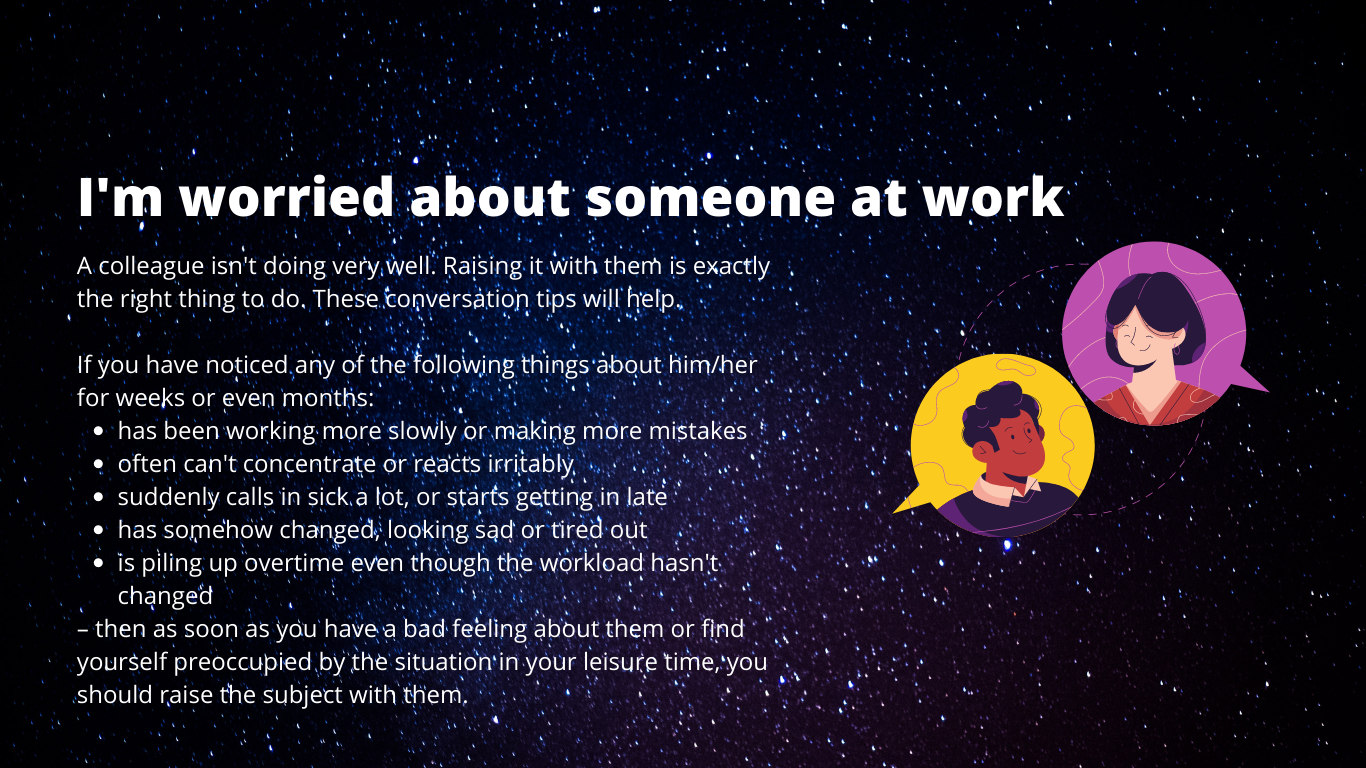 I'm worried about someone at work
A colleague isn't doing very well. Raising it with them is exactly
the right thing to do. These conversation tips will help.
If you have noticed any of the following things about him/her
for weeks or even months:
• has been working more slowly or making more mistakes
• often can't concentrate or reacts irritably
• suddenly calls in sick a lot, or starts getting in late
• has somehow changed, looking sad or tired out
• is piling up overtime even though the workload hasn't
changed
– then as soon as you have a bad feeling about them or find
yourself preoccupied by the situation in your leisure time, you
should raise the subject with them.